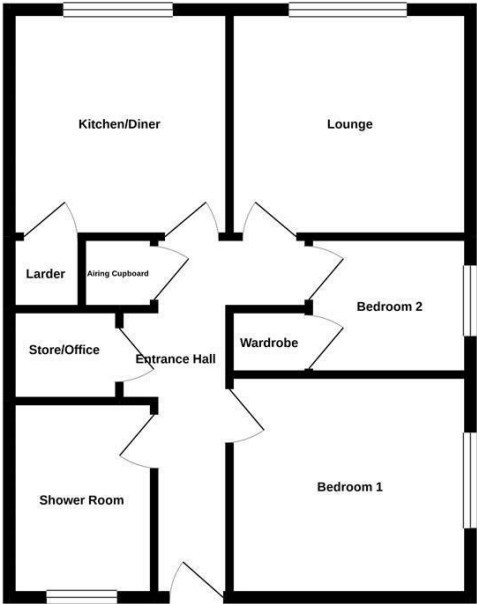 Kitchen/Diner
Lounge
Larder
Airing Cupboard
Bedroom 2
Store/Office
Wardrobe
Entrance Hall
Shower Room
Bedroom 1